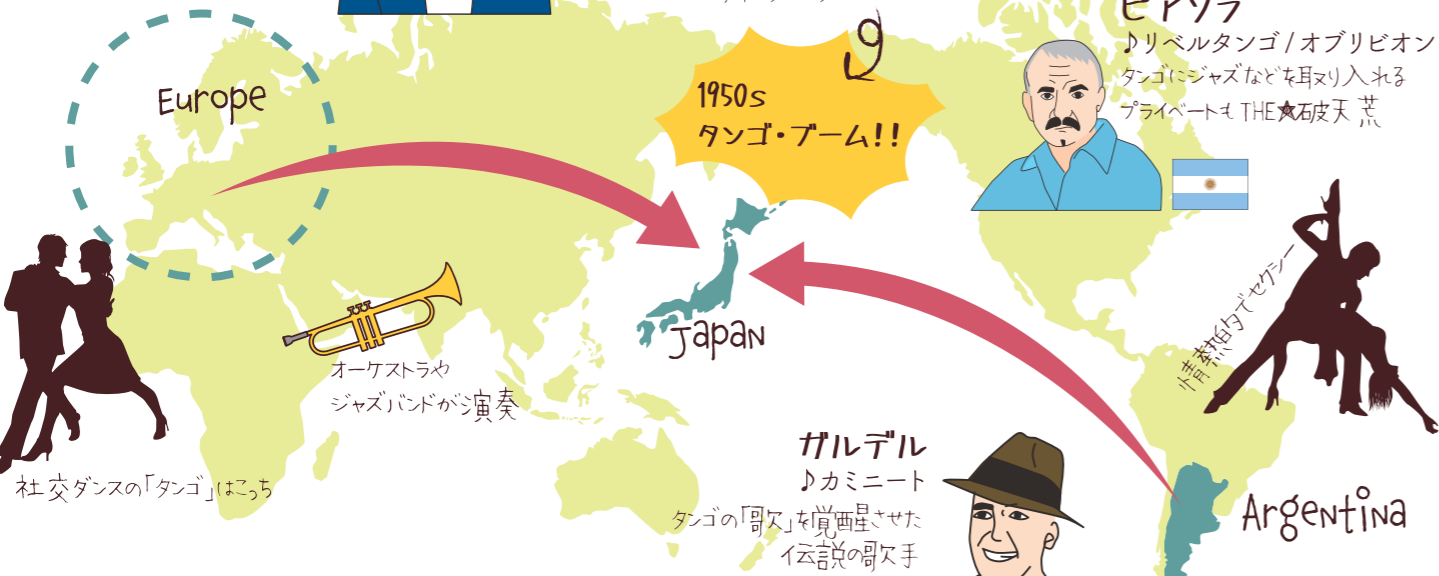 ピアソラ
♪リベルタンゴ/オブリビオン
タンゴにジャズなどを取り入れる
プライベートも THE★破天荒
Europe
1950s
タンゴ・ブーム!!
情熱的でセクシー
Japan
オーケストラや
ジャズバンドが演奏
社交ダンスの「タンゴ」はこっち
ガルデル
♪カミニート
タンゴの「歌」を覚醒させた
伝説の歌手
Argentina